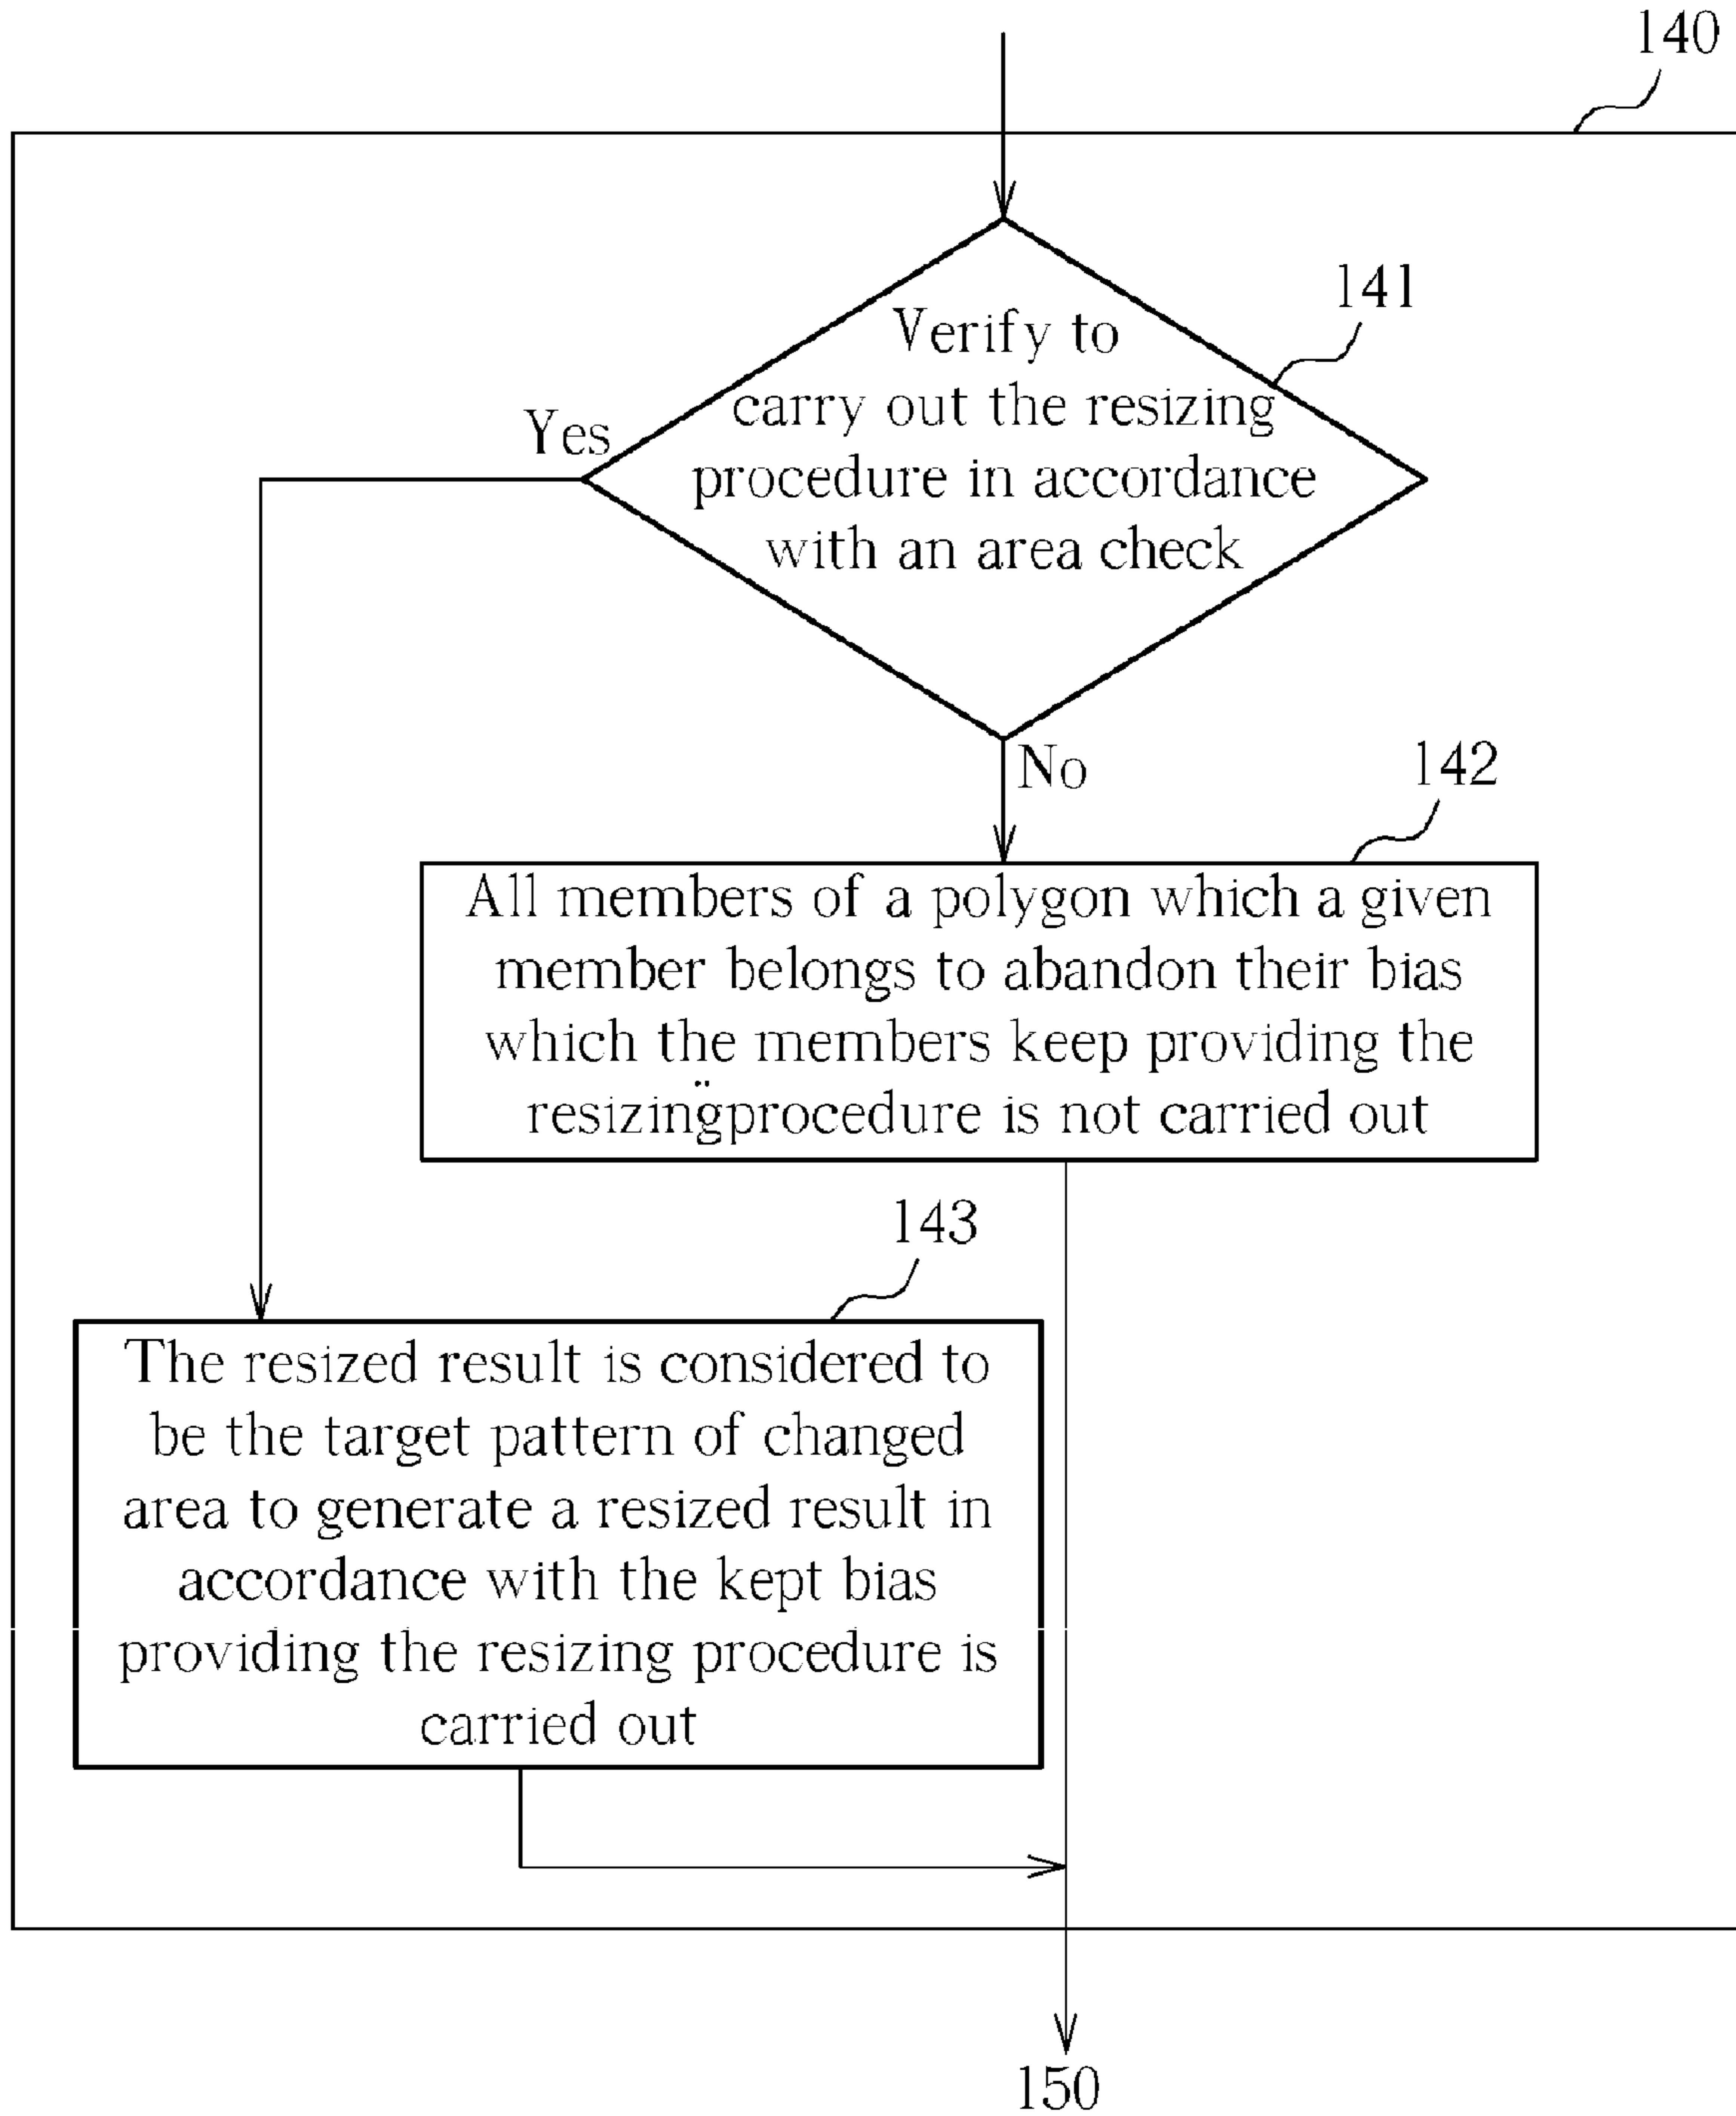 140
141
Verify to
carry out the resizing
procedure in accordance
with an area check
Yes
No
142
All members of a polygon which a given
member belongs to abandon their bias
which the members keep providing the
resizingprocedure is not carried out
143
The resized result is considered to
be the target pattern of changed
area to generate a resized result in
accordance with the kept bias
providing the resizing procedure is
carried out
150